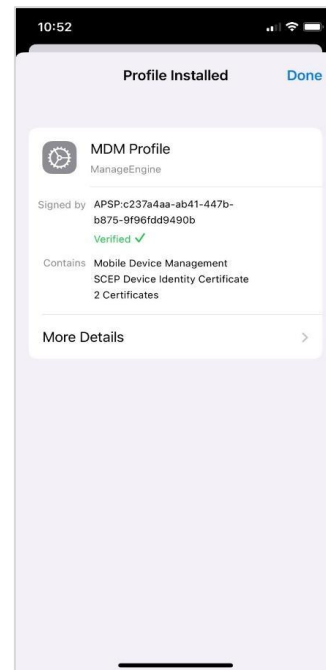 10:52
Profile Installed
Done
MDM Profile
ManageEngine
Signed by APSP:c237a4aa-ab41-447b-
b875-9f96fdd9490b
Verified ✓
Contains Mobile Device Management
SCEP Device Identity Certificate
2 Certificates
More Details